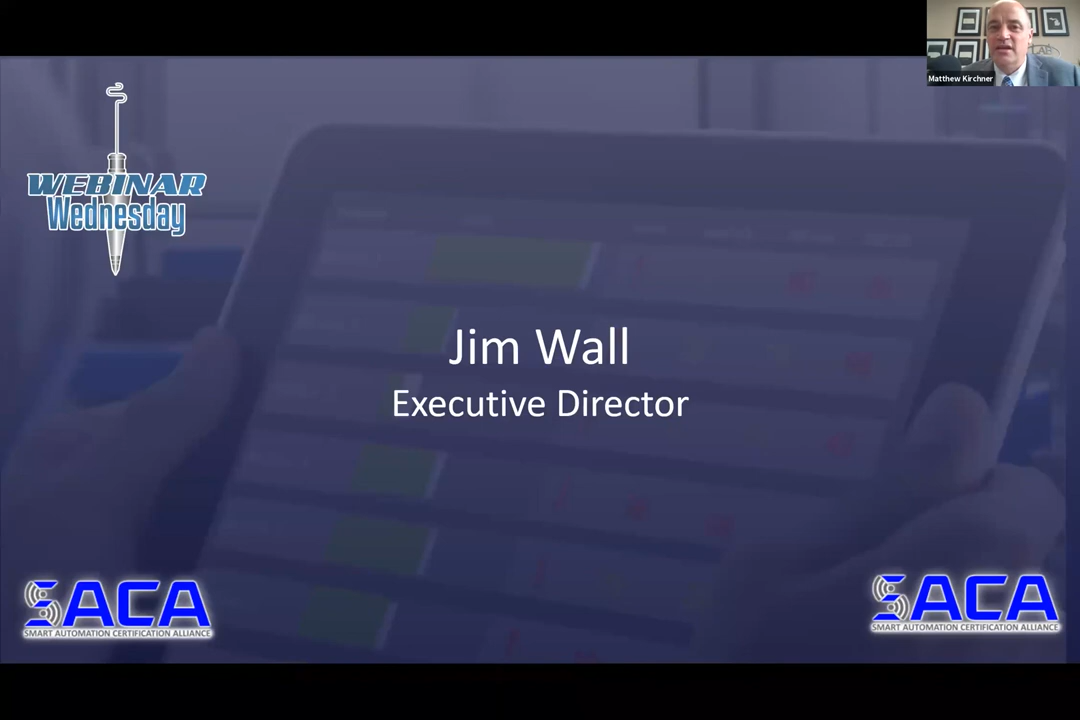 Matthew Kirchner
WEBINAR
Wednesday
Jim Wall
Executive Director
SACA
SMART AUTOMATION CERTIFICATION ALLIANCE
SACA
SMART AUTOMATION CERTIFICATION ALLIANCE